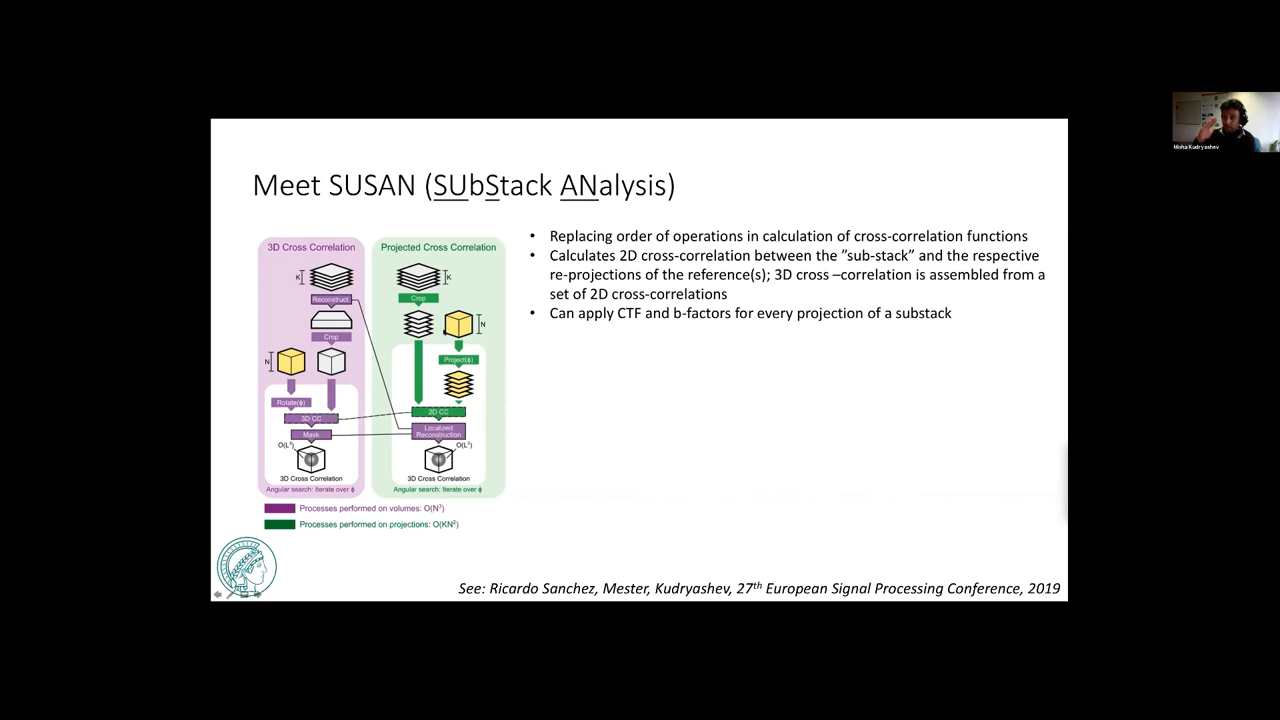 Meet SUSAN (SUbStack ANalysis)
3D Cross Correlation
K
Reconstruct
Crop
N
Rotate(ϕ)
3D CC
Mask
O(L³)
3D Cross Correlation
Angular search: Iterate over ϕ
Projected Cross Correlation
K
Crop
N
Project(ϕ)
2D CC
Localized
Reconstruction
O(L³)
3D Cross Correlation
Angular search: Iterate over ϕ
Processes performed on volumes: O(N³)
Processes performed on projections: O(KN²)
• Replacing order of operations in calculation of cross-correlation functions
• Calculates 2D cross-correlation between the ”sub-stack” and the respective
re-projections of the reference(s); 3D cross –correlation is assembled from a
set of 2D cross-correlations
• Can apply CTF and b-factors for every projection of a substack
See: Ricardo Sanchez, Mester, Kudryashev, 27th European Signal Processing Conference, 2019
Misha Kudryashev